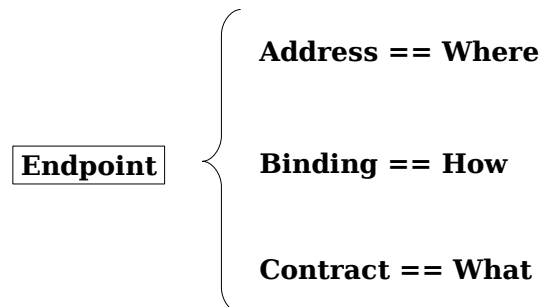 Address == Where
Endpoint
Binding == How
Contract == What